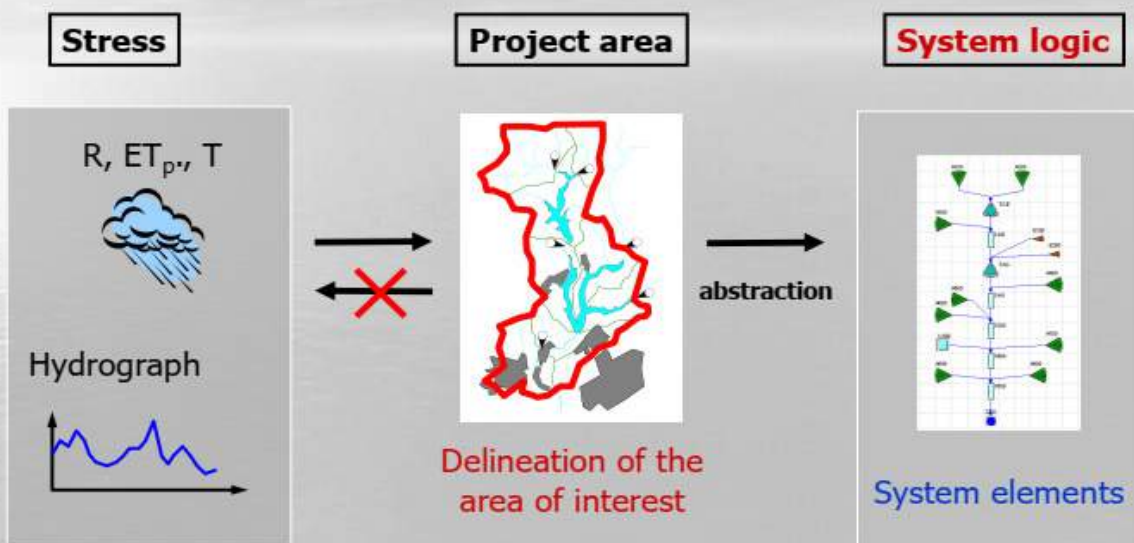 Stress
Project area
System logic
R, ETp., T
abstraction
Hydrograph
Delineation of the
area of interest
System elements